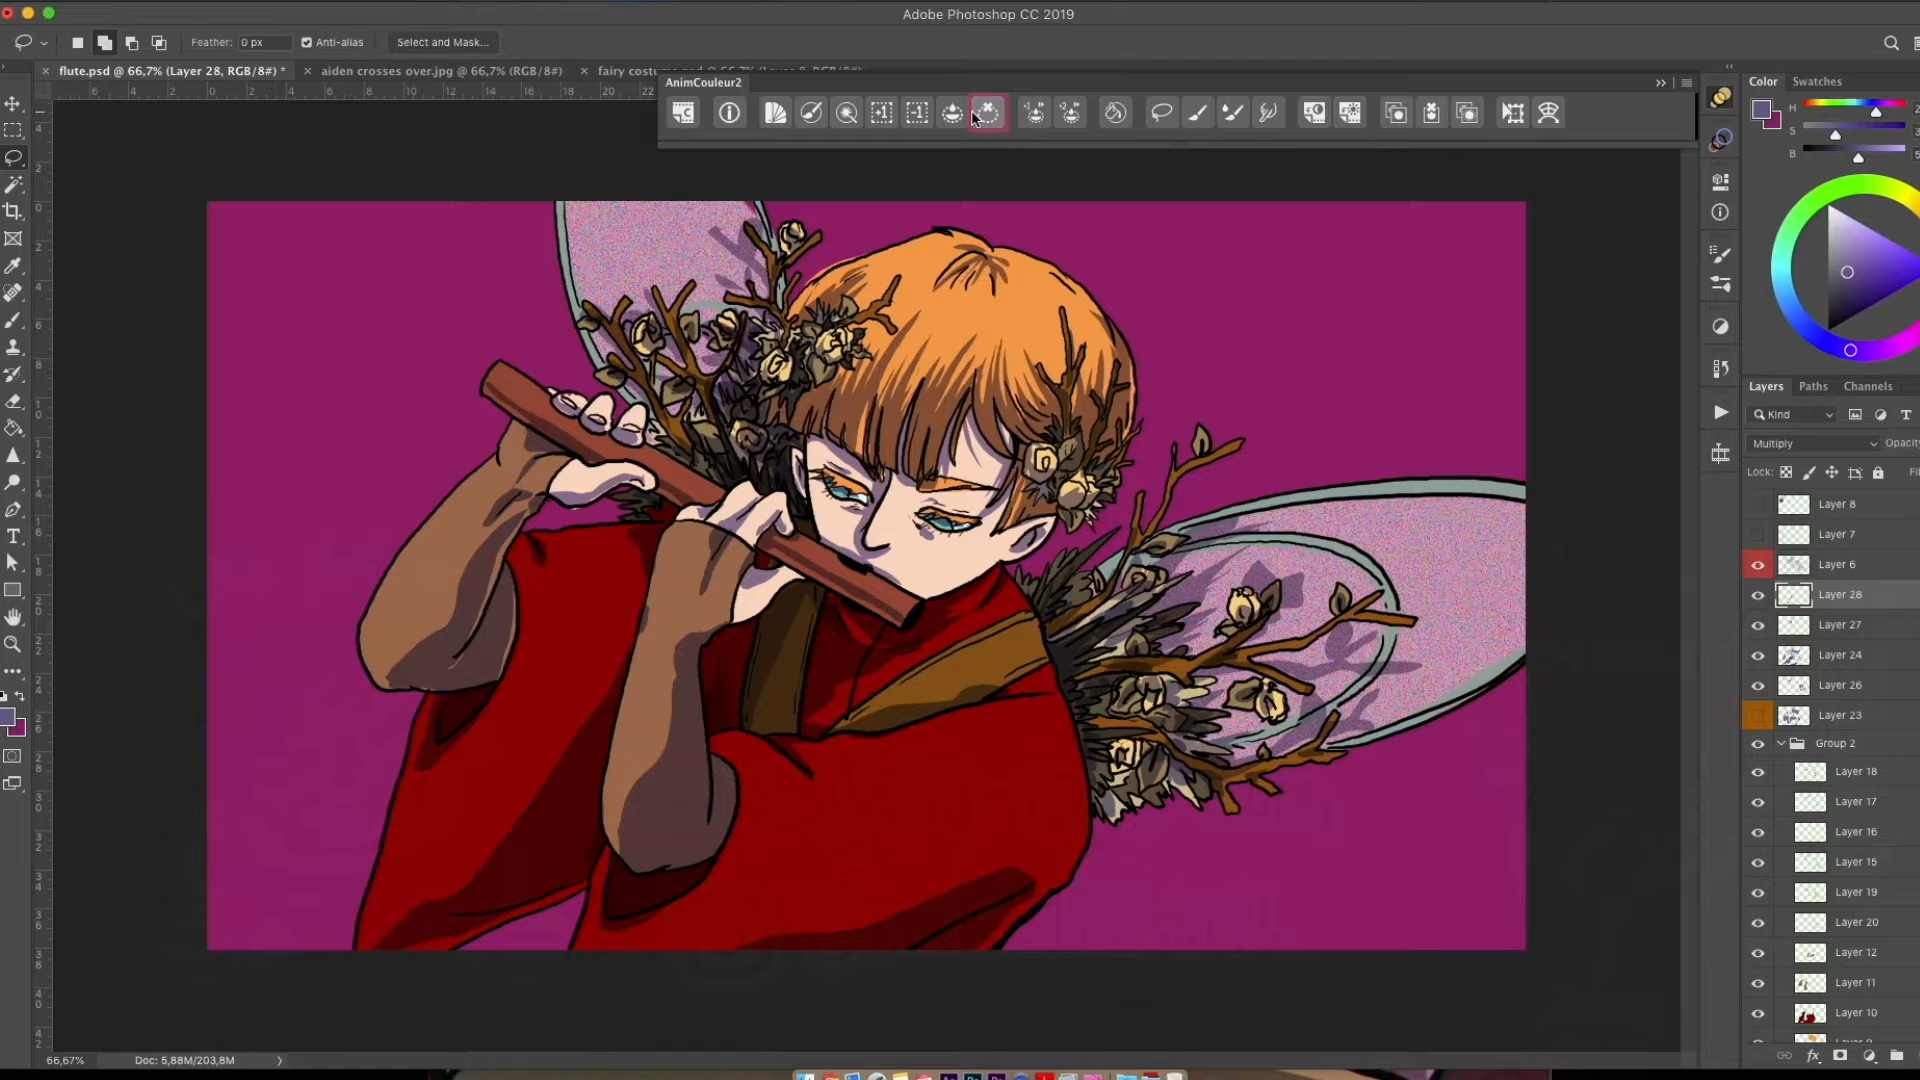 Adobe Photoshop CC 2019
Feather: 0 px
Anti-alias
Select and Mask...
flute.psd @ 66,7% (Layer 28, RGB/8#) *
aiden crosses over.jpg @ 66,7% (RGB/8#)
AnimCouleur2
Color
Swatches
H
S
B
Layers
Paths
Channels
Kind
Multiply
Opacity
Lock:
Layer 8
Layer 7
Layer 6
Layer 28
Layer 27
Layer 24
Layer 26
Layer 23
Group 2
Layer 18
Layer 17
Layer 16
Layer 15
Layer 19
Layer 20
Layer 12
Layer 11
Layer 10
66,67%
Doc: 5,88M/203,8M